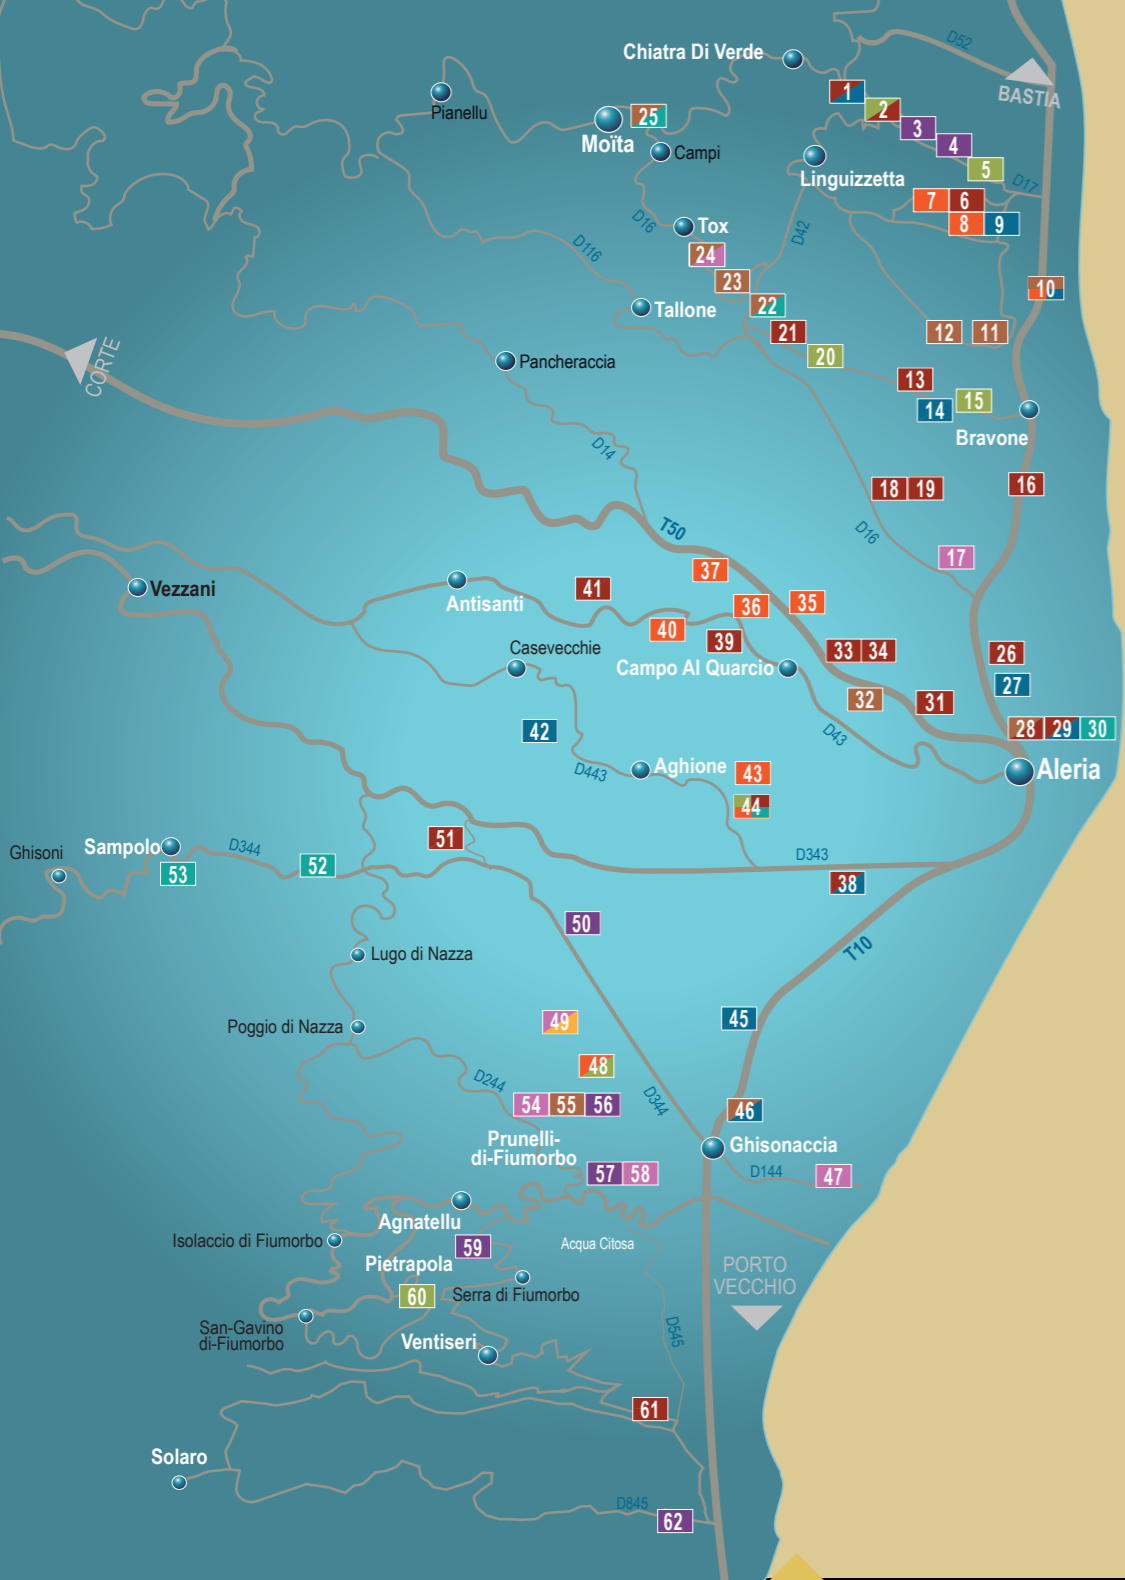 D52
Chiatra Di Verde
BASTIA
1
Pianellu
2
25
3
Moïta
4
Campi
5
Linguizzetta
D17
7 6
D16
Tox
8 9
D42
24
D116
23
10
22
Tallone
21
12 11
CORTE
20
Pancheraccia
13
15
14
Bravone
D14
18 19
16
T50
D16
17
37
Vezzani
41
Antisanti
36
35
40
39
33 34
26
Casevecchie
Campo Al Quarcio
27
32
31
42
D43
28 29 30
Aghione
D443
43
Aleria
44
51
Sampolo
D344
Ghisoni
D343
52
53
38
50
T10
Lugo di Nazza
49
45
Poggio di Nazza
48
D244
54 55 56
D344
46
Prunelli-
di-Fiumorbo
Ghisonaccia
57 58
D144
47
Agnatellu
Isolaccio di Fiumorbo
59
Acqua Citosa
Pietrapola
PORTO
VECCHIO
60
Serra di Fiumorbo
San-Gavino
di-Fiumorbo
D545
Ventiseri
61
Solaro
D845
62